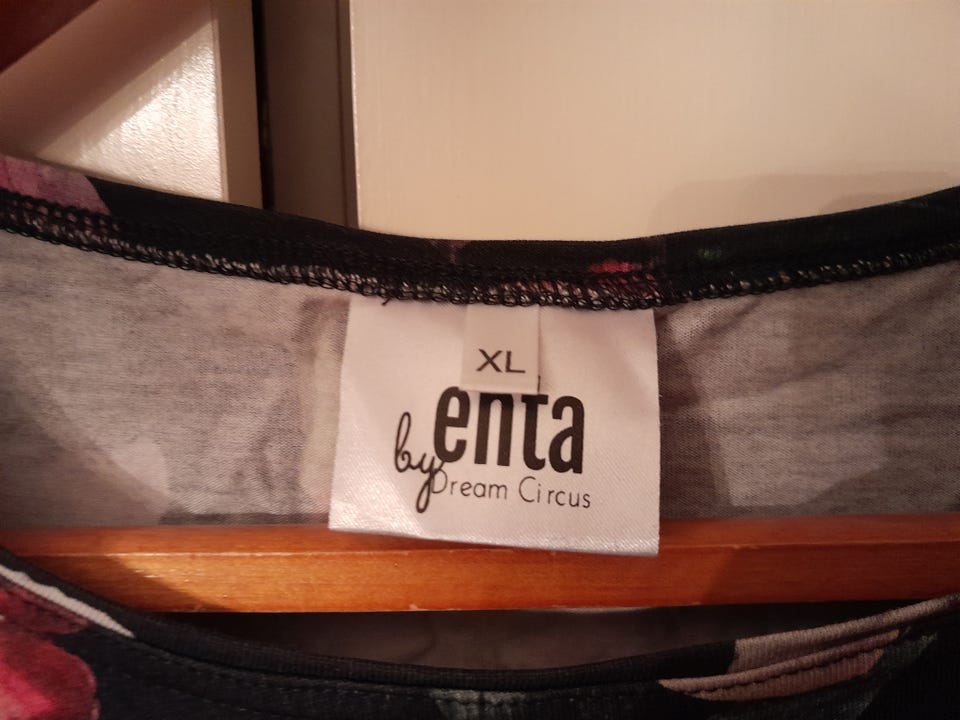 XL
by enta
Dream Circus